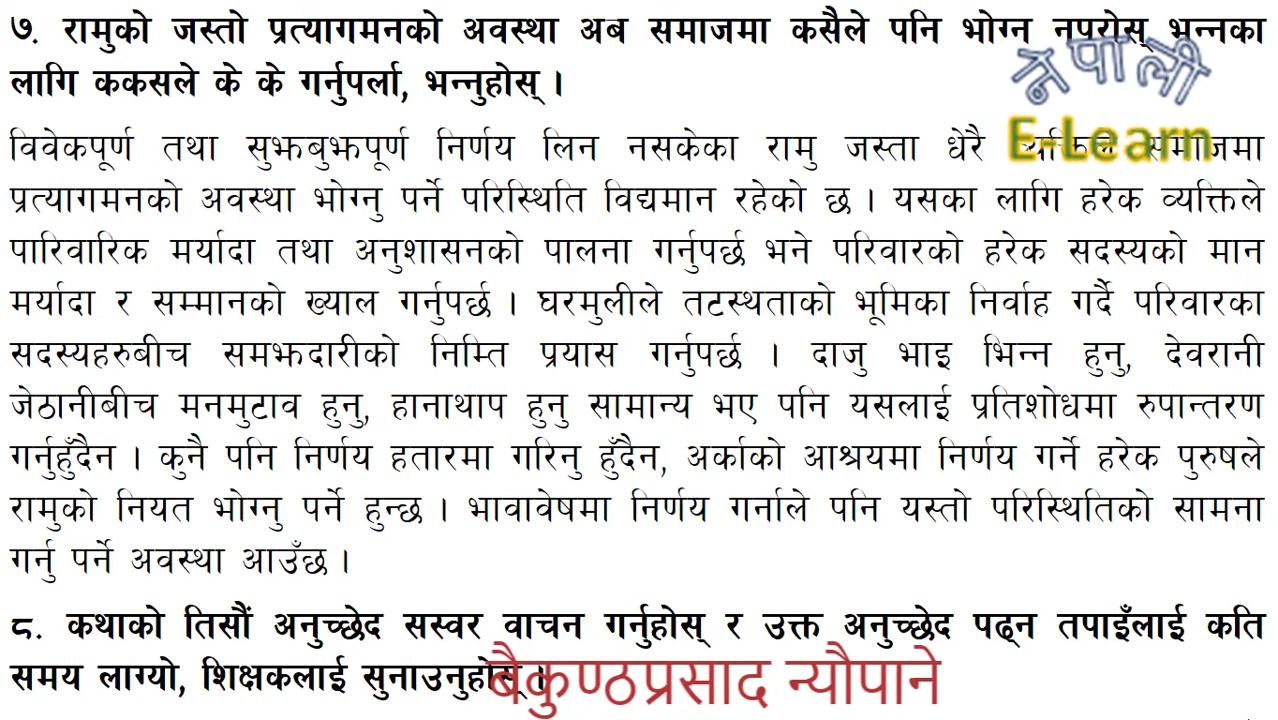 ७. रामुको जस्तो प्रत्यागमनको अवस्था अब समाजमा कसैले पनि भोग्न नपरोस् भन्नका
लागि ककसले के के गर्नुपर्ला, भन्नुहोस् ।
नेपाली
E-Learn
विवेकपूर्ण तथा सुझबुझपूर्ण निर्णय लिन नसकेका रामु जस्ता धेरै समाजमा
प्रत्यागमनको अवस्था भोग्नु पर्ने परिस्थिति विद्यमान रहेको छ । यसका लागि हरेक व्यक्तिले
पारिवारिक मर्यादा तथा अनुशासनको पालना गर्नुपर्छ भने परिवारको हरेक सदस्यको मान
मर्यादा र सम्मानको ख्याल गर्नुपर्छ । घरमुलीले तटस्थताको भूमिका निर्वाह गर्दै परिवारका
सदस्यहरुबीच समझदारीको निम्ति प्रयास गर्नुपर्छ । दाजु भाइ भिन्न हुनु, देवरानी
जेठानीबीच मनमुटाव हुनु, हानाथाप हुनु सामान्य भए पनि यसलाई प्रतिशोधमा रुपान्तरण
गर्नुहुँदैन । कुनै पनि निर्णय हतारमा गरिनु हुँदैन, अर्काको आश्रयमा निर्णय गर्ने हरेक पुरुषले
रामुको नियत भोग्नु पर्ने हुन्छ । भावावेषमा निर्णय गर्नाले पनि यस्तो परिस्थितिको सामना
गर्नु पर्ने अवस्था आउँछ ।
८. कथाको तिसौं अनुच्छेद सस्वर वाचन गर्नुहोस् र उक्त अनुच्छेद पढ्न तपाइँलाई कति
समय लाग्यो, शिक्षकलाई सुनाउनुहोस् ।
बैकुण्ठप्रसाद न्यौपाने